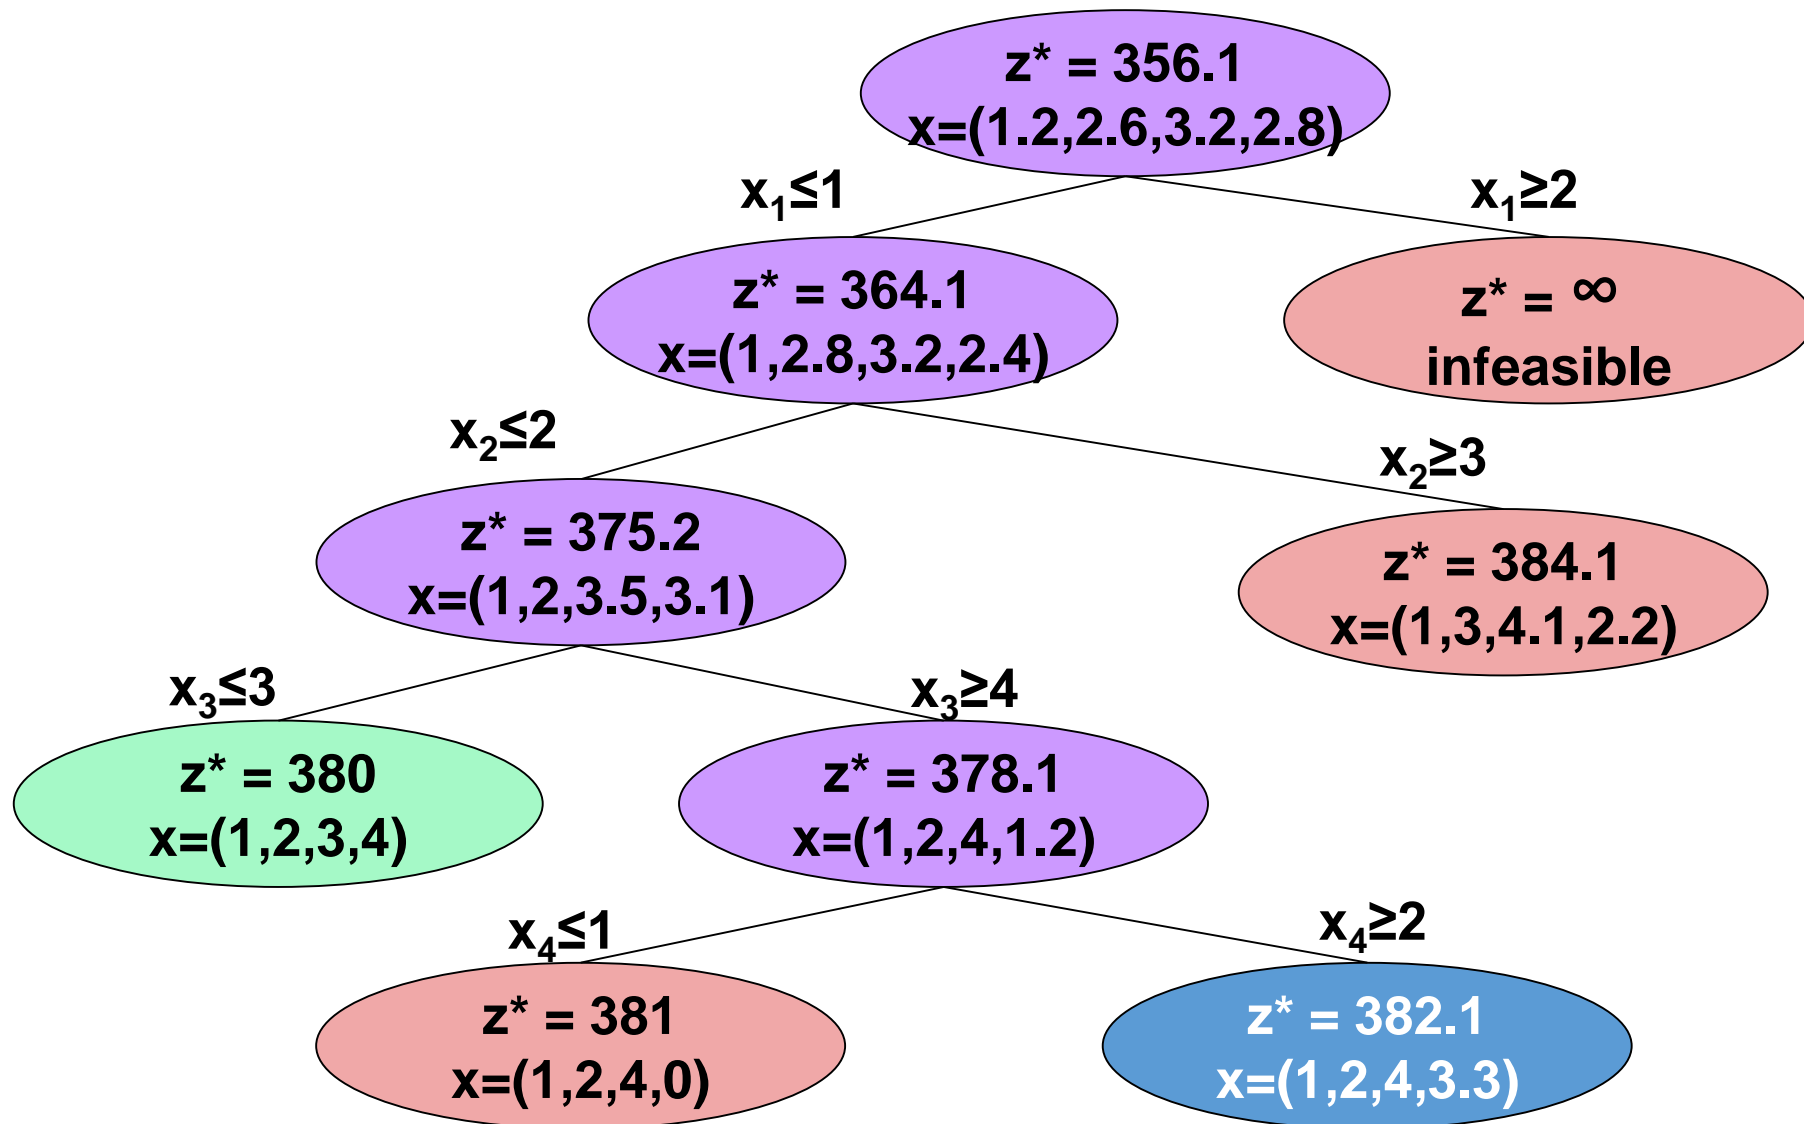 z* = 356.1
x=(1.2,2.6,3.2,2.8)
x₁≤1
x₁≥2
z* = 364.1
x=(1,2.8,3.2,2.4)
z* = ∞
infeasible
x₂≤2
x₂≥3
z* = 375.2
x=(1,2,3.5,3.1)
z* = 384.1
x=(1,3,4.1,2.2)
x₃≤3
x₃≥4
z* = 380
x=(1,2,3,4)
z* = 378.1
x=(1,2,4,1.2)
x₄≤1
x₄≥2
z* = 381
x=(1,2,4,0)
z* = 382.1
x=(1,2,4,3.3)